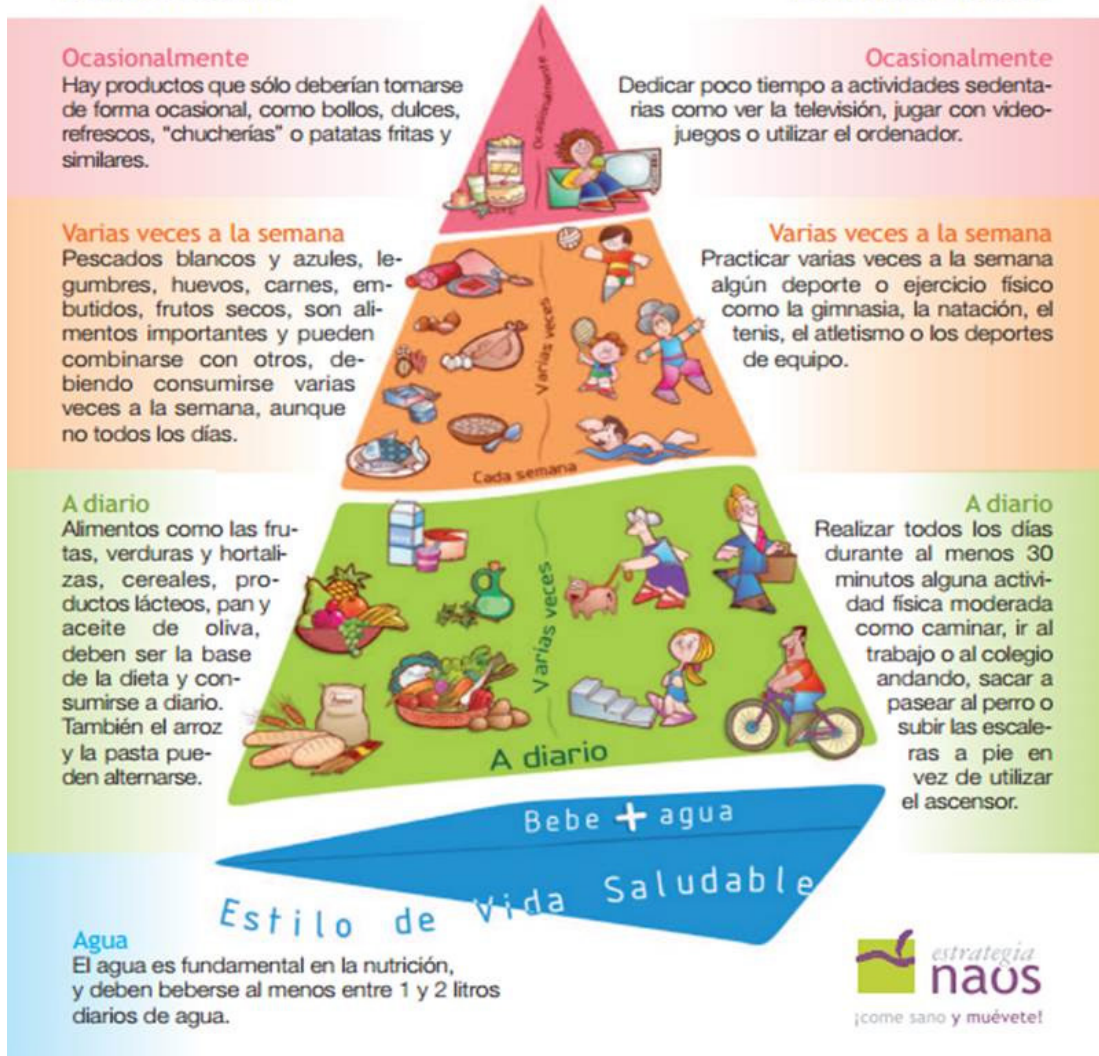 Ocasionalmente
Hay productos que sólo deberían tomarse
de forma ocasional, como bollos, dulces,
refrescos, "chucherías" o patatas fritas y
similares.
Ocasionalmente
Ocasionalmente
Dedicar poco tiempo a actividades sedenta-
rias como ver la televisión, jugar con video-
juegos o utilizar el ordenador.
Varias veces a la semana
Pescados blancos y azules, le-
gumbres, huevos, carnes, em-
butidos, frutos secos, son ali-
mentos importantes y pueden
combinarse con otros, de-
biendo consumirse varias
veces a la semana, aunque
no todos los días.
Varias veces
Cada semana
Varias veces a la semana
Practicar varias veces a la semana
algún deporte o ejercicio físico
como la gimnasia, la natación, el
tenis, el atletismo o los deportes
de equipo.
A diario
Alimentos como las fru-
tas, verduras y hortali-
zas, cereales, pro-
ductos lácteos, pan y
aceite de oliva,
deben ser la base
de la dieta y con-
sumirse a diario.
También el arroz
y la pasta pue-
den alternarse.
Varias veces
A diario
A diario
Realizar todos los días
durante al menos 30
minutos alguna activi-
dad física moderada
como caminar, ir al
trabajo o al colegio
andando, sacar a
pasear al perro o
subir las escale-
ras a pie en
vez de utilizar
el ascensor.
Bebe + agua
Estilo de Vida Saludable
Agua
El agua es fundamental en la nutrición,
y deben beberse al menos entre 1 y 2 litros
diarios de agua.
estrategia
naos
¡come sano y muévete!